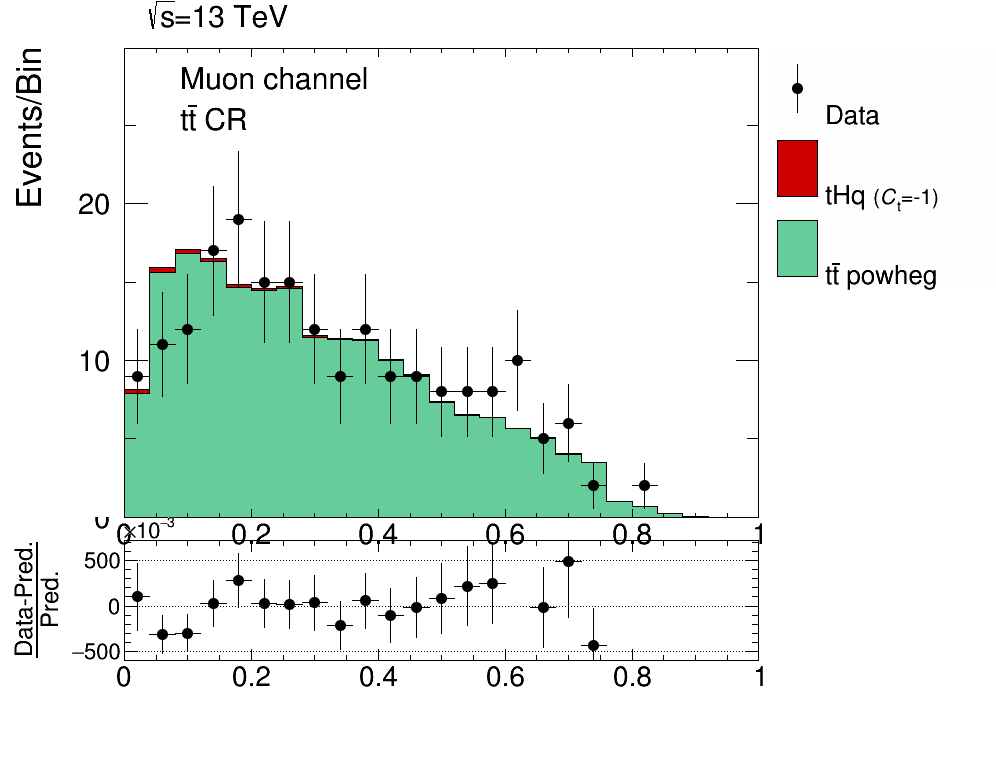 √s=13 TeV
Events/Bin
Muon channel
tt̄ CR
Data
tHq (Cₜ=-1)
tt̄ powheg
20
10
0
×10⁻³
0 0.2 0.4 0.6 0.8 1
Data-Pred.
Pred.
500
0
−500
0 0.2 0.4 0.6 0.8 1